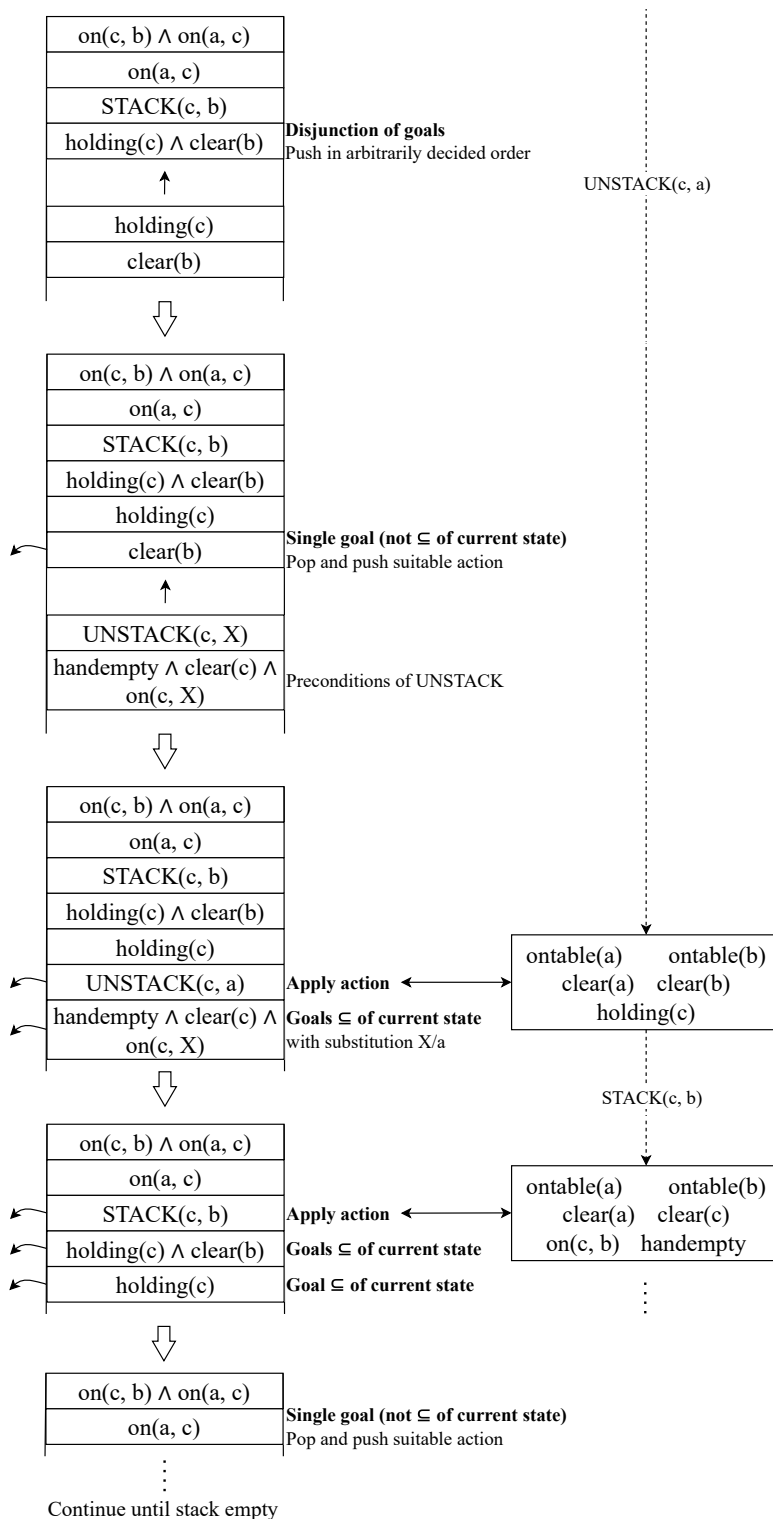 on(c, b) ∧ on(a, c)
on(a, c)
STACK(c, b)
holding(c) ∧ clear(b)
Disjunction of goals
Push in arbitrarily decided order
UNSTACK(c, a)
holding(c)
clear(b)
on(c, b) ∧ on(a, c)
on(a, c)
STACK(c, b)
holding(c) ∧ clear(b)
holding(c)
clear(b)
Single goal (not ⊆ of current state)
Pop and push suitable action
UNSTACK(c, X)
handempty ∧ clear(c) ∧
on(c, X)
Preconditions of UNSTACK
on(c, b) ∧ on(a, c)
on(a, c)
STACK(c, b)
holding(c) ∧ clear(b)
holding(c)
UNSTACK(c, a)
Apply action
handempty ∧ clear(c) ∧
on(c, X)
Goals ⊆ of current state
with substitution X/a
ontable(a) ontable(b)
clear(a) clear(b)
holding(c)
STACK(c, b)
on(c, b) ∧ on(a, c)
on(a, c)
STACK(c, b)
Apply action
holding(c) ∧ clear(b)
Goals ⊆ of current state
holding(c)
Goal ⊆ of current state
ontable(a) ontable(b)
clear(a) clear(c)
on(c, b) handempty
on(c, b) ∧ on(a, c)
on(a, c)
Single goal (not ⊆ of current state)
Pop and push suitable action
Continue until stack empty